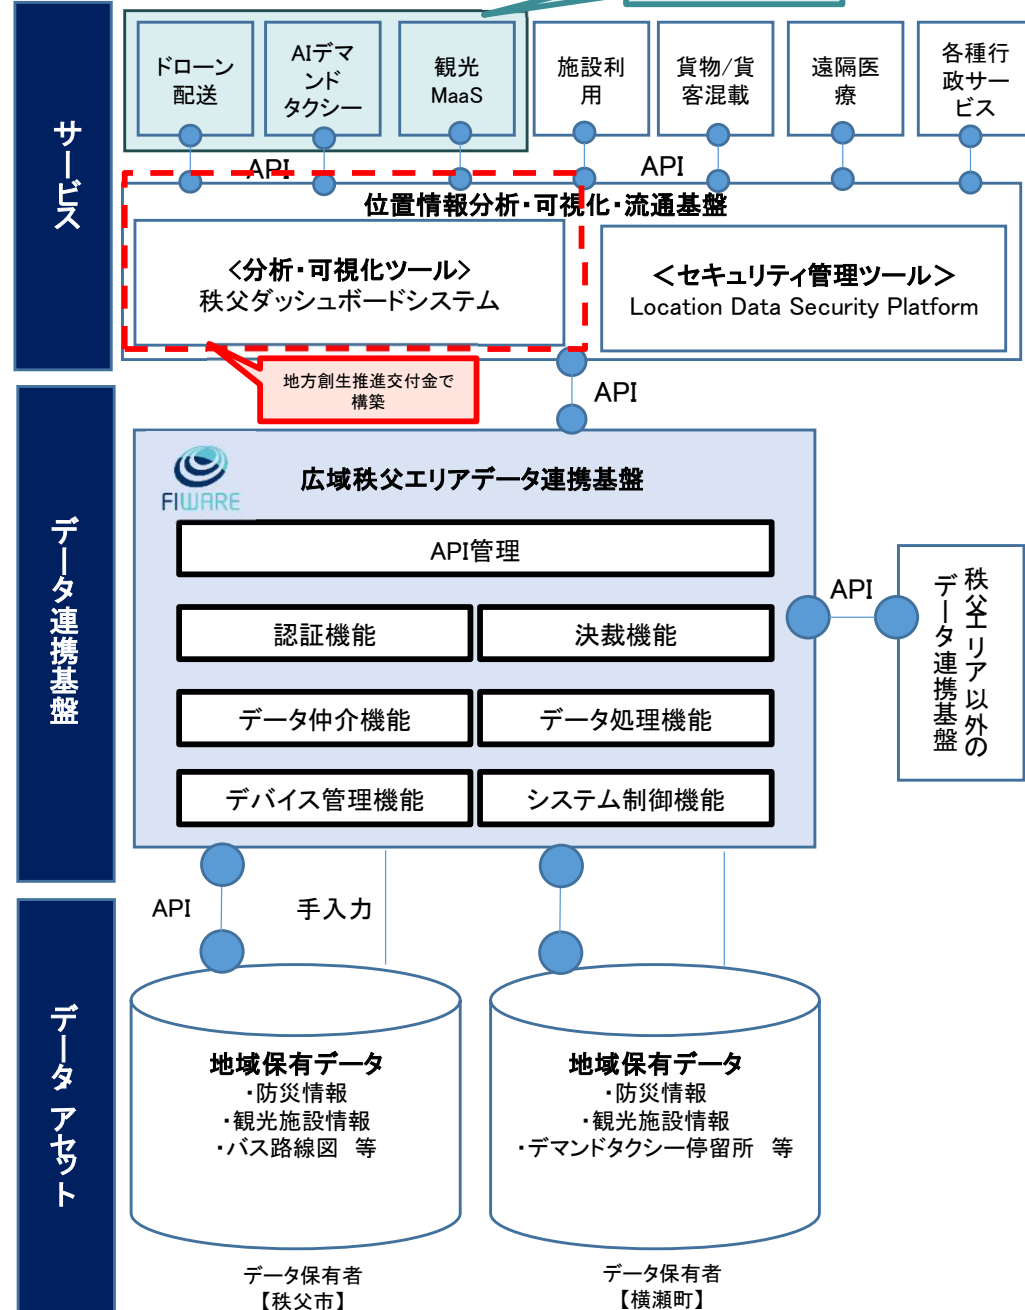 サービス
ドローン
配送
AIデマ
ンド
タクシー
観光
MaaS
施設利
用
貨物/貨
客混載
遠隔医
療
各種行
政サー
ビス
API
API
位置情報分析・可視化・流通基盤
<分析・可視化ツール>
秩父ダッシュボードシステム
<セキュリティ管理ツール>
Location Data Security Platform
地方創生推進交付金で
構築
API
データ連携基盤
FIWARE
広域秩父エリアデータ連携基盤
API管理
認証機能
決裁機能
データ仲介機能
データ処理機能
デバイス管理機能
システム制御機能
API
秩父エリア以外の
データ連携基盤
API
手入力
データ アセット
地域保有データ
・防災情報
・観光施設情報
・バス路線図 等
データ保有者
【秩父市】
地域保有データ
・防災情報
・観光施設情報
・デマンドタクシー停留所 等
データ保有者
【横瀬町】